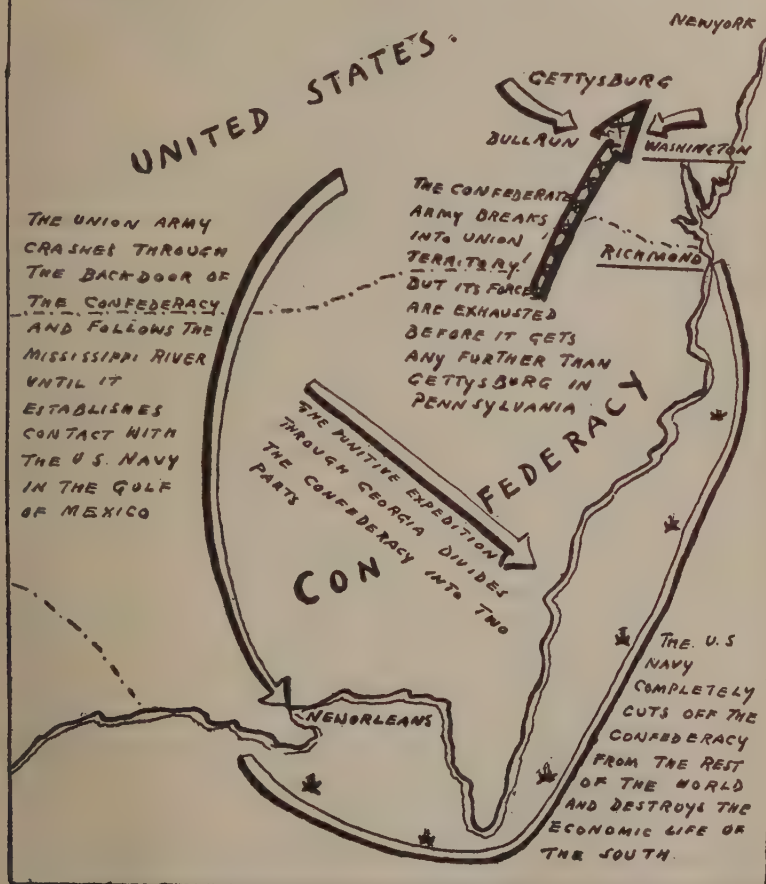 NEWYORK
UNITED STATES.
GETTYSBURG
BULLRUN
WASHINGTON
THE UNION ARMY
CRASHES THROUGH
THE BACKDOOR OF
THE CONFEDERACY
AND FOLLOWS THE
MISSISSIPPI RIVER
UNTIL IT
ESTABLISHES
CONTACT WITH
THE U S. NAVY
IN THE GULF
OF MEXICO
THE CONFEDERATE
ARMY BREAKS
INTO UNION
TERRITORY!
BUT ITS FORCES
ARE EXHAUSTED
BEFORE IT GETS
ANY FURTHER THAN
GETTYSBURG IN
PENNSYLVANIA
RICHMOND
CONFEDERACY
THE PUNITIVE EXPEDITION
THROUGH GEORGIA DIVIDES
THE CONFEDERACY INTO TWO
PARTS
NEWORLEANS
THE U.S
NAVY
COMPLETELY
CUTS OFF THE
CONFEDERACY
FROM THE REST
OF THE WORLD
AND DESTROYS THE
ECONOMIC LIFE OF
THE SOUTH.